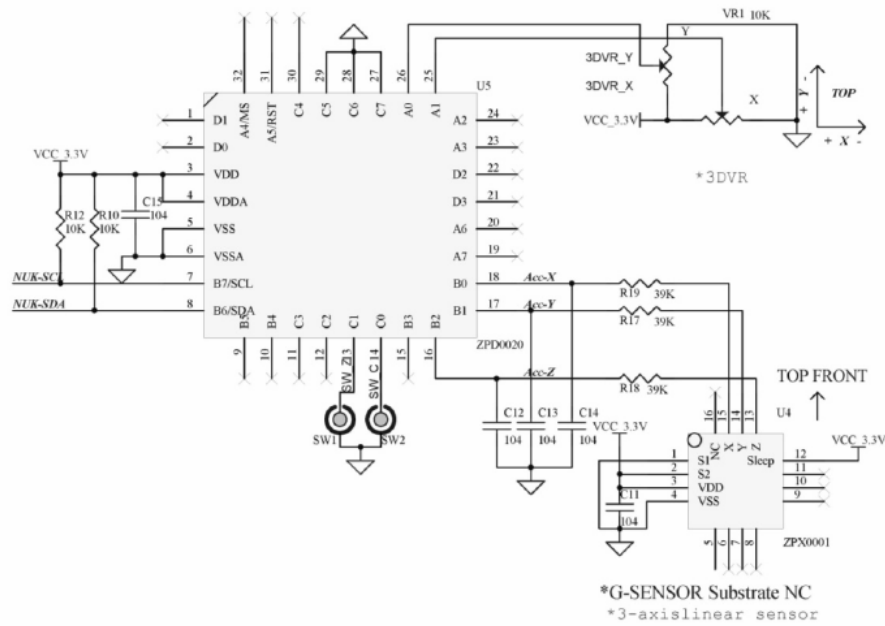 VR1 10K
32 31 30 29 28 27 26 25
Y
3DVR_Y
3DVR_X
U5
A4/MS A5/RST C4 C5 C6 C7 A0 A1
VCC_3.3V
X
+ Y -
TOP
+ X -
*3DVR
1 D1 A2 24
2 D0 A3 23
VCC_3.3V
3 VDD D2 22
4 VDDA D3 21
R12 10K
R10 10K
C15 104
5 VSS A6 20
6 VSSA A7 19
NUK-SCL 7 B7/SCL B0 18 Acc-X
R19 39K
NUK-SDA 8 B6/SDA B1 17 Acc-Y
R17 39K
B5 B4 C3 C2 C1 C0 B3 B2
ZPD0020
9 10 11 12 13 14 15 16
SW_Z SW_C
Acc-Z
R18 39K
SW1 SW2
TOP FRONT
C12 104
C13 104
C14 104
16 15 14 13
U4
VCC_3.3V
NC X Y Z
VCC_3.3V
1 S1 Sleep 12
2 S2 11
3 VDD 10
4 VSS 9
C11 104
5 6 7 8
ZPX0001
*G-SENSOR Substrate NC
*3-axislinear sensor